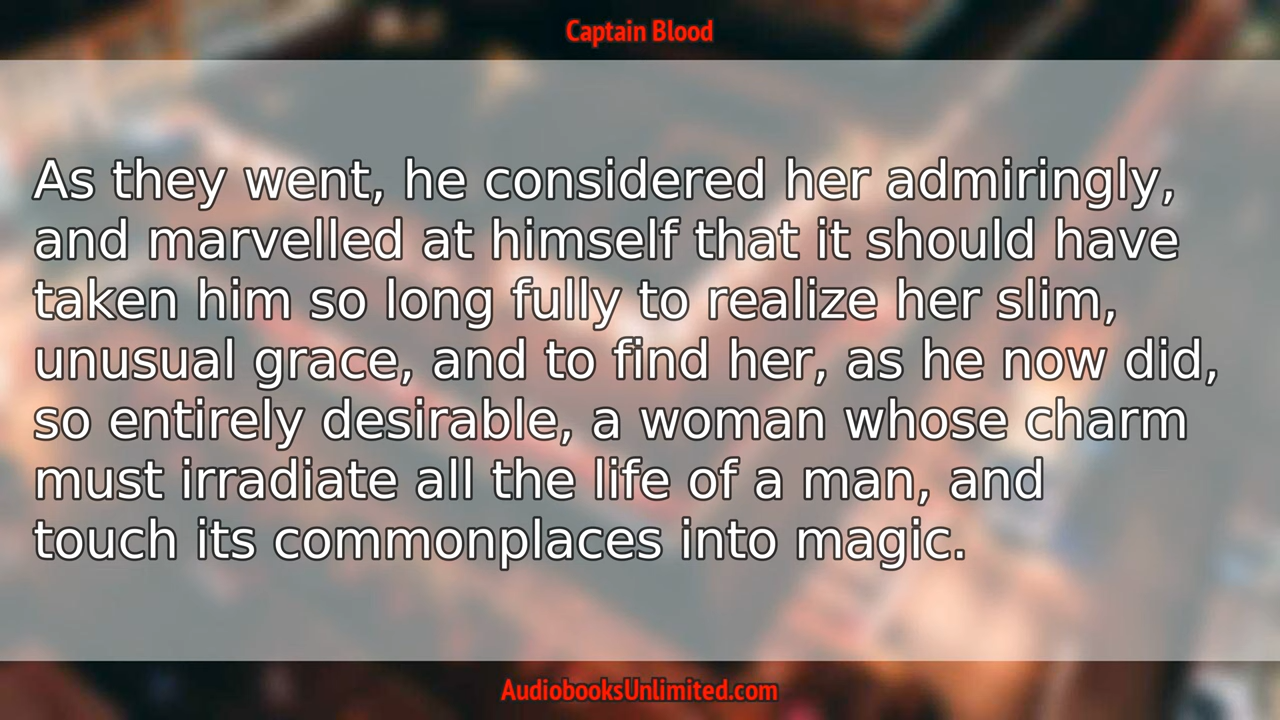 Captain Blood
As they went, he considered her admiringly,
and marvelled at himself that it should have
taken him so long fully to realize her slim,
unusual grace, and to find her, as he now did,
so entirely desirable, a woman whose charm
must irradiate all the life of a man, and
touch its commonplaces into magic.
AudiobooksUnlimited.com